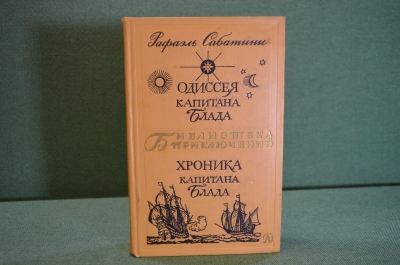 Рафаэль Сабатини
ОДИССЕЯ
КАПИТАНА
БЛАДА
БИБЛИОТЕКА
ПРИКЛЮЧЕНИЙ
ХРОНИКА
КАПИТАНА
БЛАДА